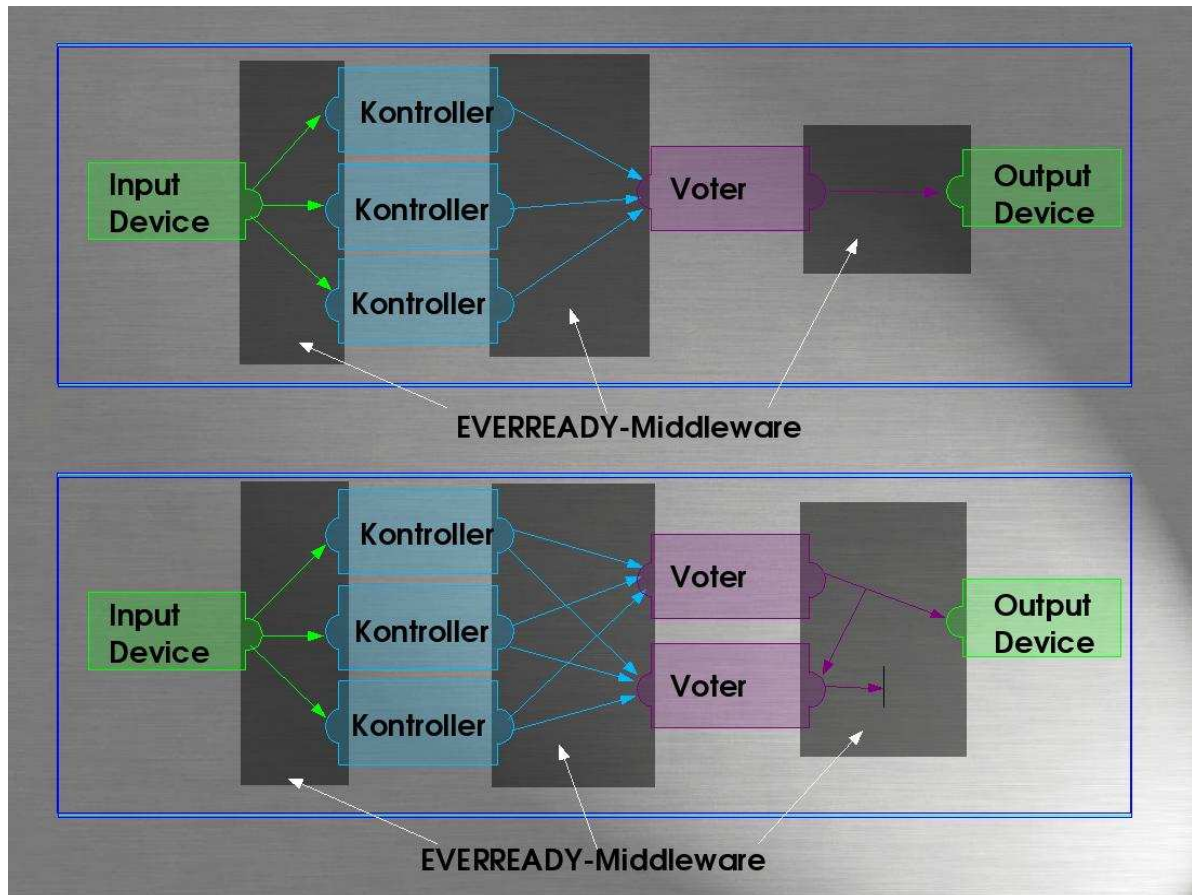 Kontroller
Input
Device
Kontroller
Kontroller
Voter
Output
Device
EVERREADY-Middleware
Kontroller
Input
Device
Kontroller
Kontroller
Voter
Voter
Output
Device
EVERREADY-Middleware